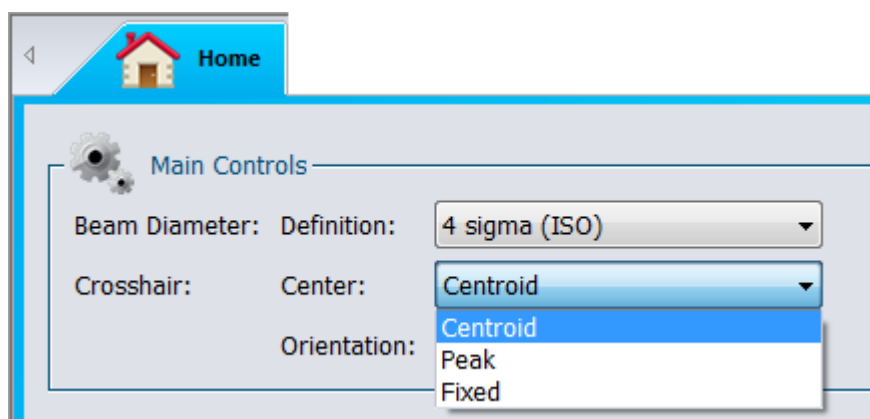 Home
Main Controls
Beam Diameter: Definition: 4 sigma (ISO)
Crosshair: Center: Centroid
Centroid
Orientation:
Peak
Fixed